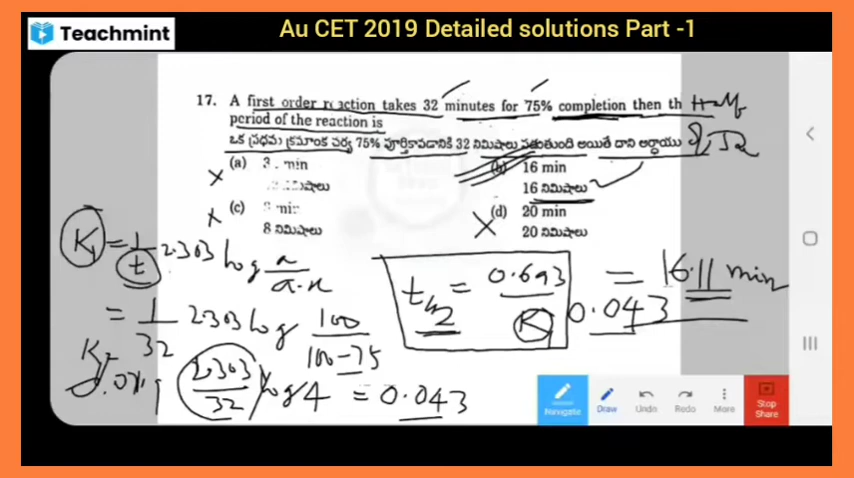 Teachmint
Au CET 2019 Detailed solutions Part -1
17. A first order reaction takes 32 minutes for 75% completion then th Half
period of the reaction is
ఒక ప్రథమ క్రమాంక చర్య 75% పూర్తికావడానికి 32 నిమిషాలు పడుతుంది అయితే దాని అర్ధాయు
(a) min
(b) 16 min
16 నిమిషాలు
(c)
8 నిమిషాలు
(d) 20 min
20 నిమిషాలు
K1 = 1/t 2.303 log a/a-x
= 1/32 2.303 log 100/100-75
2.303/32 log 4 = 0.043
t1/2 = 0.693/K1
0.043
= 16.11 min
Navigate
Draw
Undo
Redo
More
Stop
Share